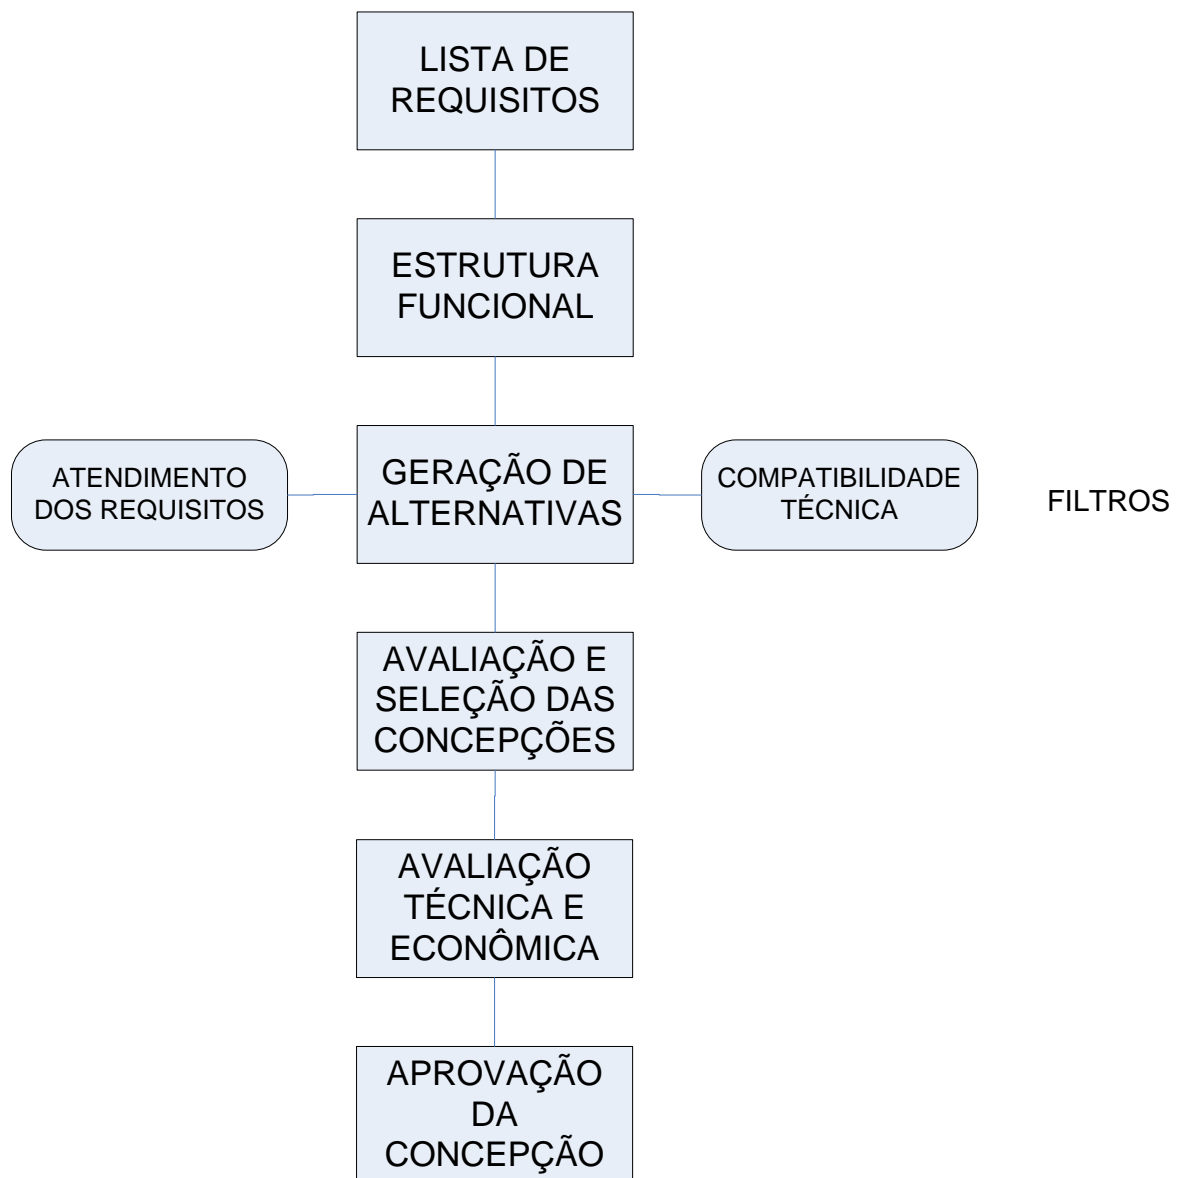 LISTA DE
REQUISITOS
ESTRUTURA
FUNCIONAL
ATENDIMENTO
DOS REQUISITOS
GERAÇÃO DE
ALTERNATIVAS
COMPATIBILIDADE
TÉCNICA
FILTROS
AVALIAÇÃO E
SELEÇÃO DAS
CONCEPÇÕES
AVALIAÇÃO
TÉCNICA E
ECONÔMICA
APROVAÇÃO
DA
CONCEPÇÃO